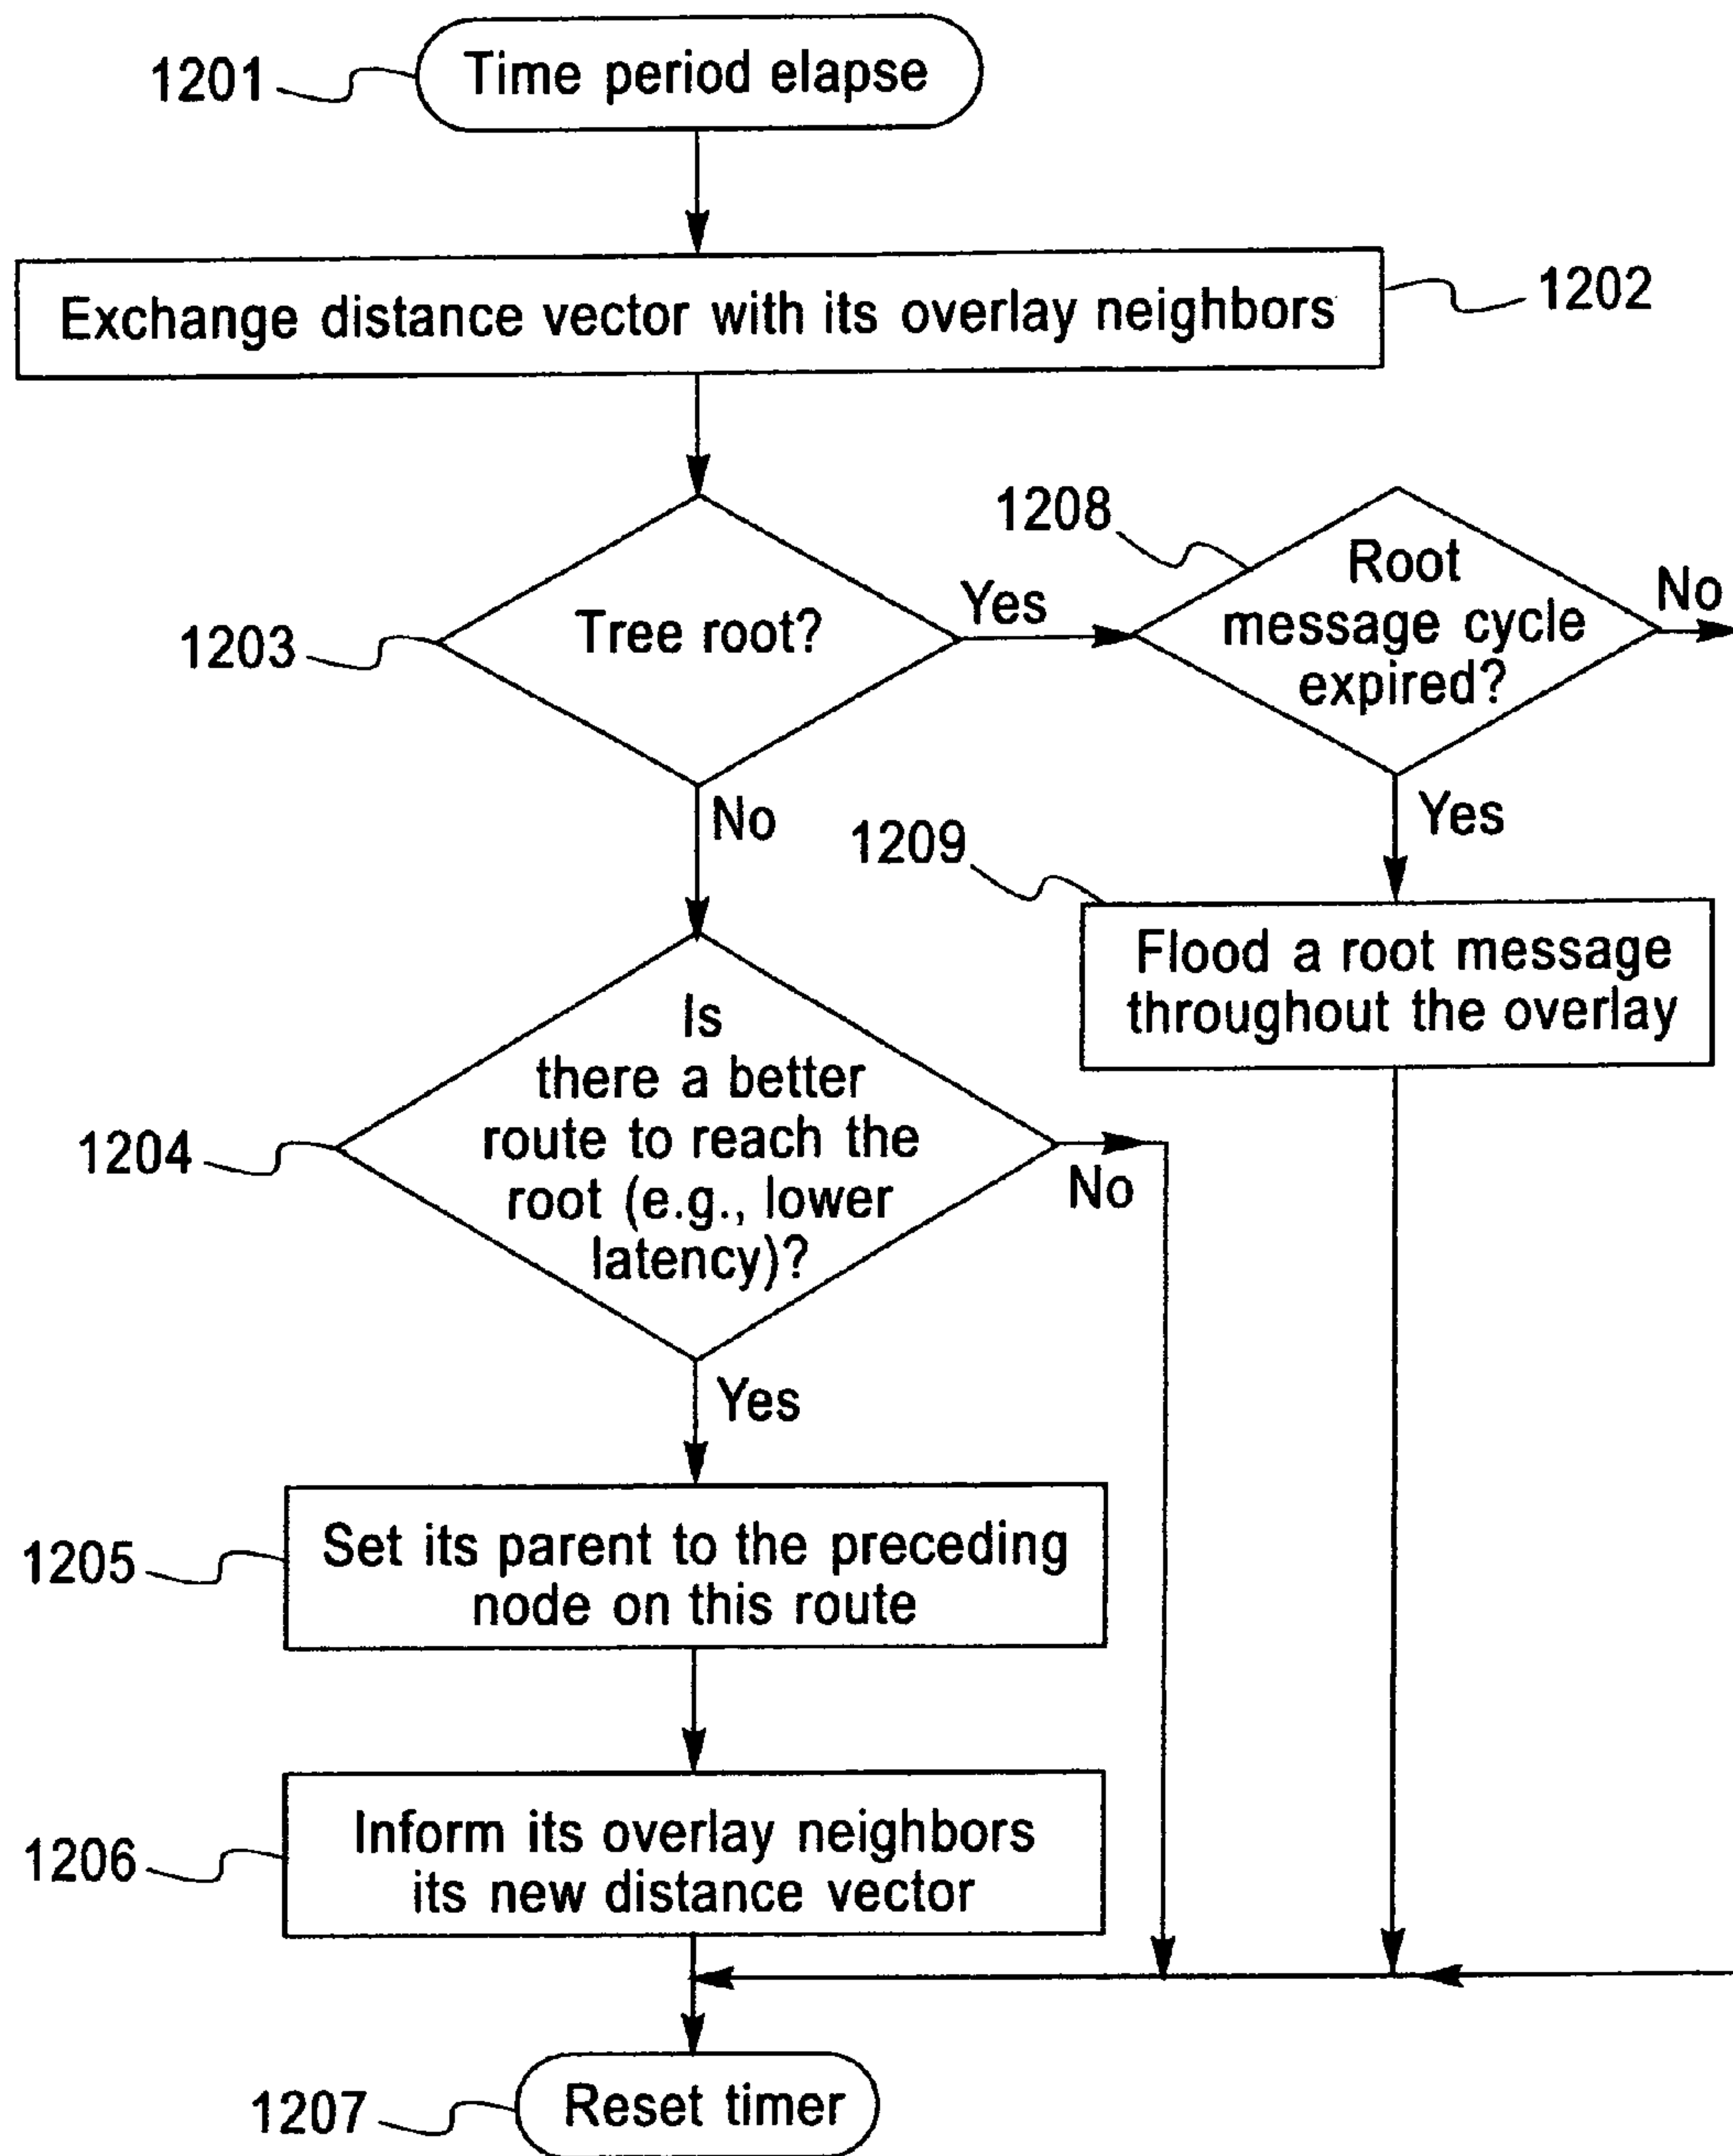 1201
Time period elapse
Exchange distance vector with its overlay neighbors
1202
1203
Tree root?
Yes
No
1208
Root
message cycle
expired?
No
Yes
1209
Flood a root message
throughout the overlay
1204
Is
there a better
route to reach the
root (e.g., lower
latency)?
No
Yes
1205
Set its parent to the preceding
node on this route
1206
Inform its overlay neighbors
its new distance vector
1207
Reset timer